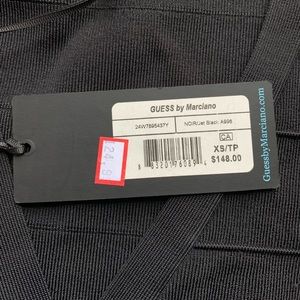 GUESS by Marciano
24W7895437Y
NOIR/Jet Black A996
CA
XS/TP
$148.00
24.9
GuessbyMarciano.com